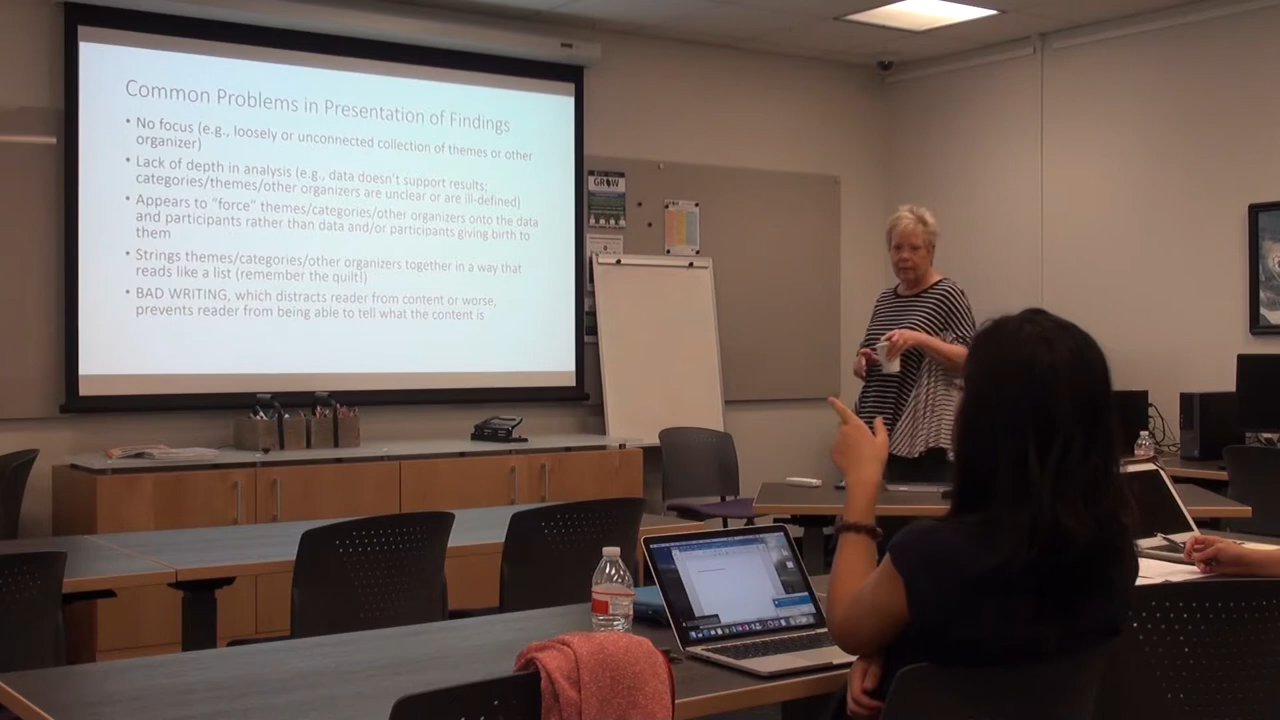 Common Problems in Presentation of Findings
• No focus (e.g., loosely or unconnected collection of themes or other
organizer)
• Lack of depth in analysis (e.g., data doesn't support results;
categories/themes/other organizers are unclear or are ill-defined)
• Appears to "force" themes/categories/other organizers onto the data
and participants rather than data and/or participants giving birth to
them
• Strings themes/categories/other organizers together in a way that
reads like a list (remember the quilt!)
• BAD WRITING, which distracts reader from content or worse,
prevents reader from being able to tell what the content is
GROW